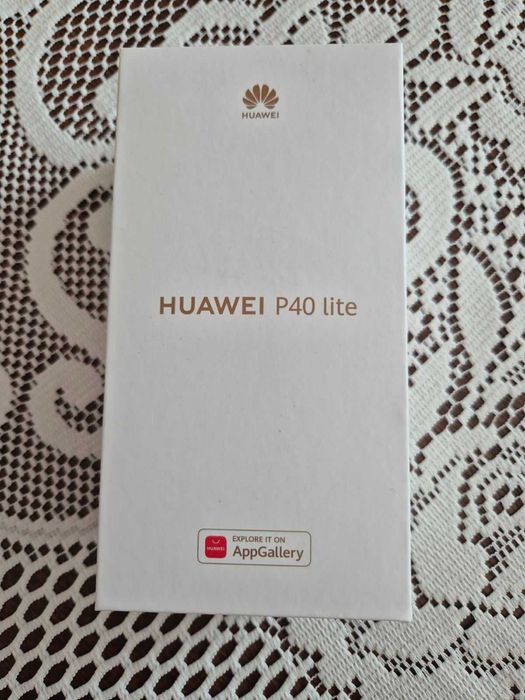 HUAWEI
HUAWEI P40 lite
EXPLORE IT ON
HUAWEI AppGallery